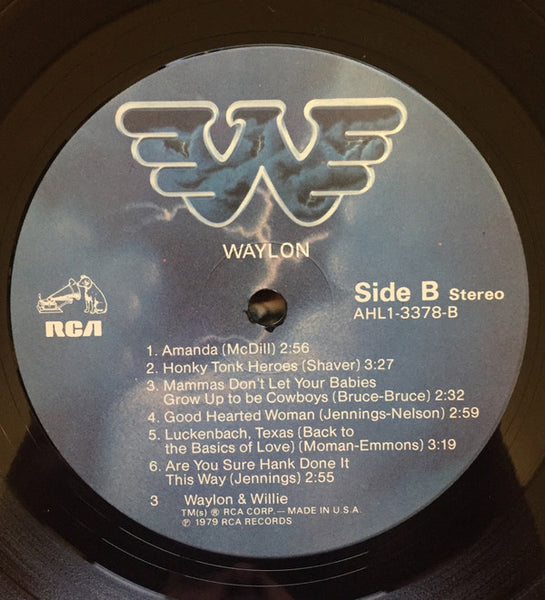 W
WAYLON
Side B Stereo
AHL1-3378-B
RCA
1. Amanda (McDill) 2:56
2. Honky Tonk Heroes (Shaver) 3:27
3. Mammas Don't Let Your Babies
Grow Up to be Cowboys (Bruce-Bruce) 2:32
4. Good Hearted Woman (Jennings-Nelson) 2:59
5. Luckenbach, Texas (Back to
the Basics of Love) (Moman-Emmons) 3:19
6. Are You Sure Hank Done It
This Way (Jennings) 2:55
3 Waylon & Willie
TM(s) ® RCA CORP. — MADE IN U.S.A.
℗ 1979 RCA RECORDS